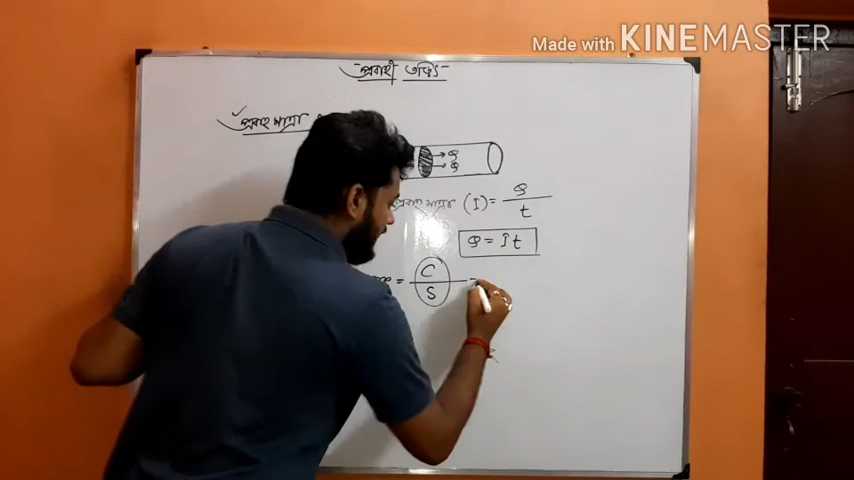 Made with KINEMASTER
প্রবাহী তড়িৎ
প্রবাহ মাত্রা
Q
Q
প্রবাহ মাত্রা (I) = Q / t
Q = It
= C / S =